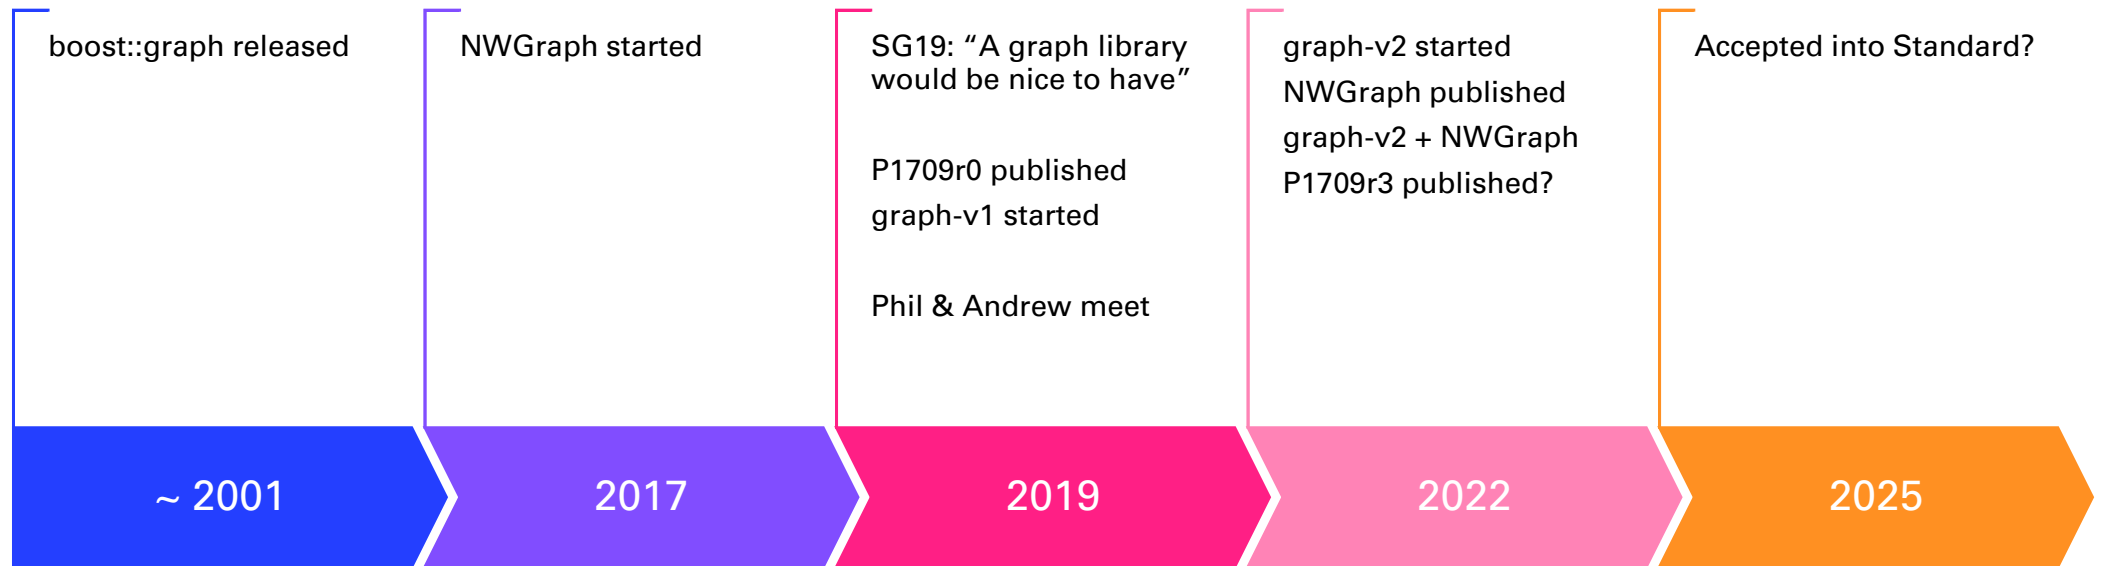 boost::graph released
NWGraph started
SG19: “A graph library
would be nice to have”
P1709r0 published
graph-v1 started
Phil & Andrew meet
graph-v2 started
NWGraph published
graph-v2 + NWGraph
P1709r3 published?
Accepted into Standard?
~ 2001
2017
2019
2022
2025